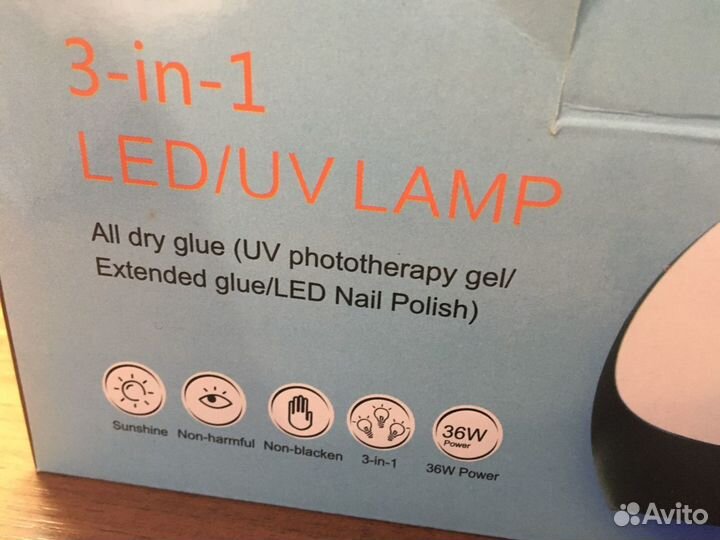 3-in-1
LED/UV LAMP
All dry glue (UV phototherapy gel/
Extended glue/LED Nail Polish)
36W
Power
Sunshine Non-harmful Non-blacken 3-in-1 36W Power
Avito